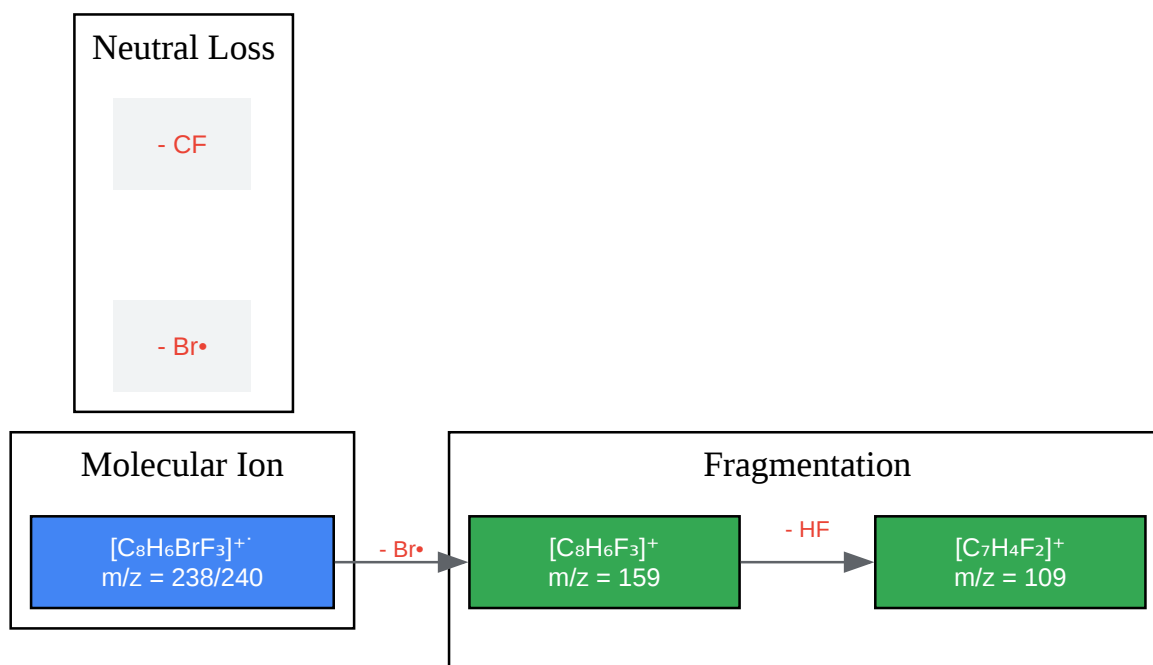 Neutral Loss
- CF
- Br•
Molecular Ion
[C₈H₆BrF₃]⁺˙
m/z = 238/240
- Br•
Fragmentation
[C₈H₆F₃]⁺
m/z = 159
- HF
[C₇H₄F₂]⁺
m/z = 109